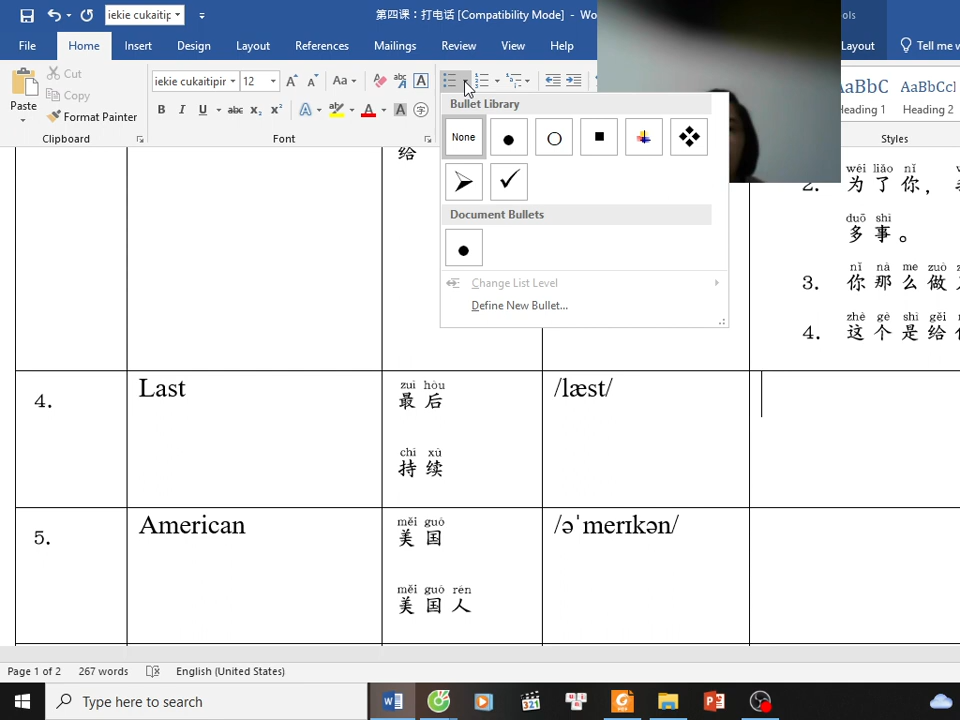 iekie cukaitip
第四课：打电话 [Compatibility Mode] - Wo
ols
File
Home
Insert
Design
Layout
References
Mailings
Review
View
Help
Layout
Tell me
Paste
Cut
Copy
Format Painter
Clipboard
iekie cukaitipir
12
Aa
Font
AaBbC
AaBbCc
Heading 1
Heading 2
Styles
Bullet Library
None
Document Bullets
Change List Level
Define New Bullet...
给
2.
wèi liǎo nǐ
为了你，
duō shì
多事。
3.
nǐ nà me zuò
你那么做
4.
zhè gè shì gěi
这个是给
4.
Last
zuì hòu
最后
chí xù
持续
/læst/
5.
American
měi guó
美国
měi guó rén
美国人
/əˈmerɪkən/
Page 1 of 2
267 words
English (United States)
Type here to search
321